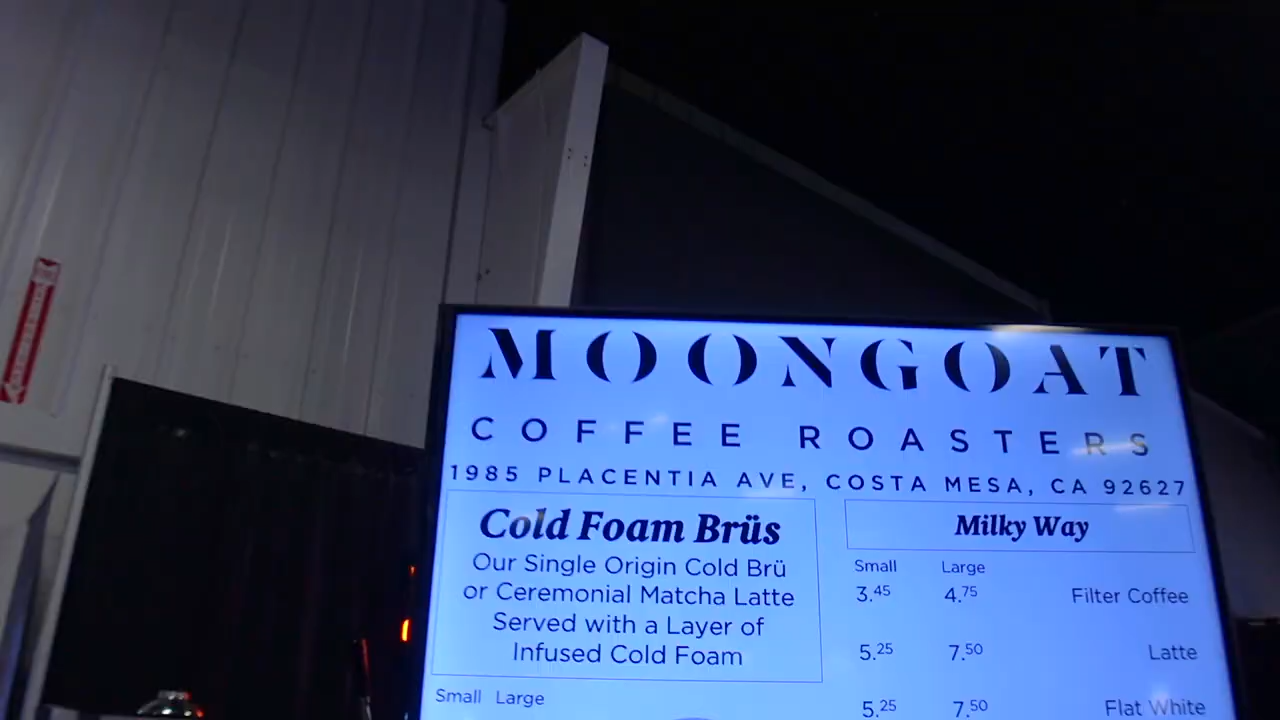 MOONGOAT
COFFEE ROASTERS
1985 PLACENTIA AVE, COSTA MESA, CA 92627
Cold Foam Brüs
Our Single Origin Cold Brü
or Ceremonial Matcha Latte
Served with a Layer of
Infused Cold Foam
Small Large
Milky Way
Small Large
3.45 4.75 Filter Coffee
5.25 7.50 Latte
5.25 7.50 Flat White